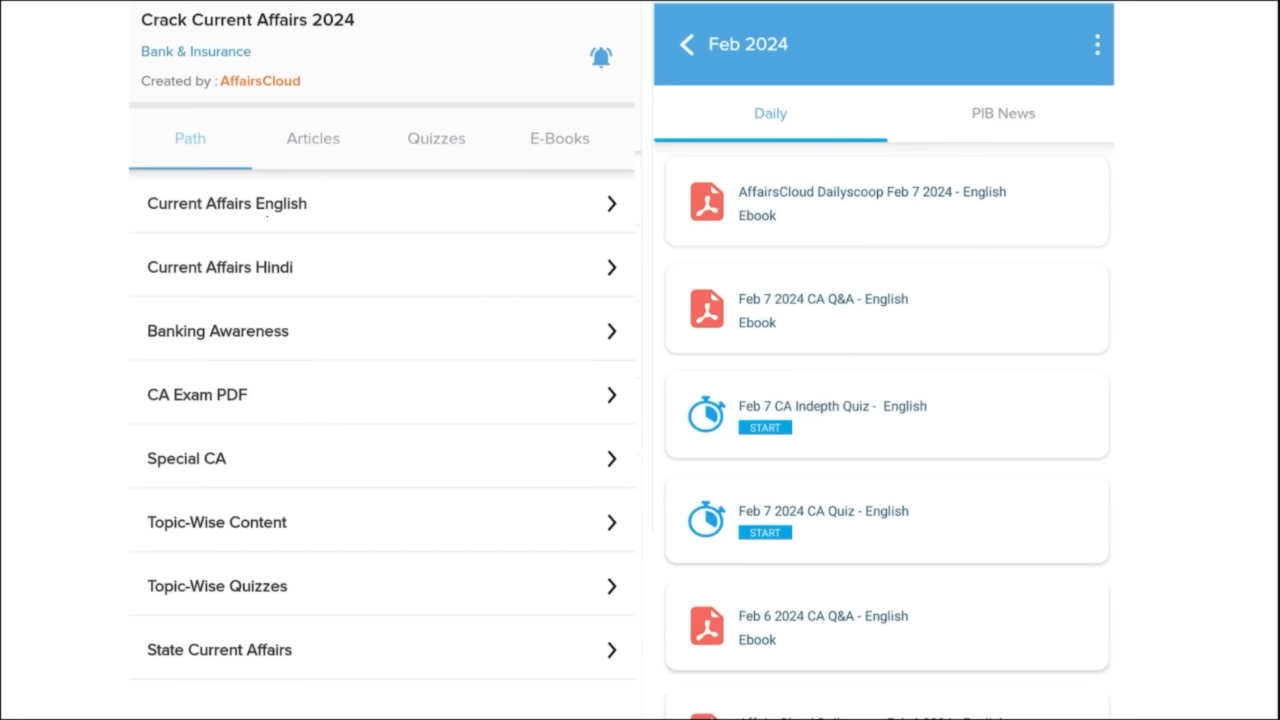 Crack Current Affairs 2024
Bank & Insurance
Created by : AffairsCloud
Path
Articles
Quizzes
E-Books
Current Affairs English
Current Affairs Hindi
Banking Awareness
CA Exam PDF
Special CA
Topic-Wise Content
Topic-Wise Quizzes
State Current Affairs
Feb 2024
Daily
PIB News
AffairsCloud Dailyscoop Feb 7 2024 - English
Ebook
Feb 7 2024 CA Q&A - English
Ebook
Feb 7 CA Indepth Quiz - English
START
Feb 7 2024 CA Quiz - English
START
Feb 6 2024 CA Q&A - English
Ebook